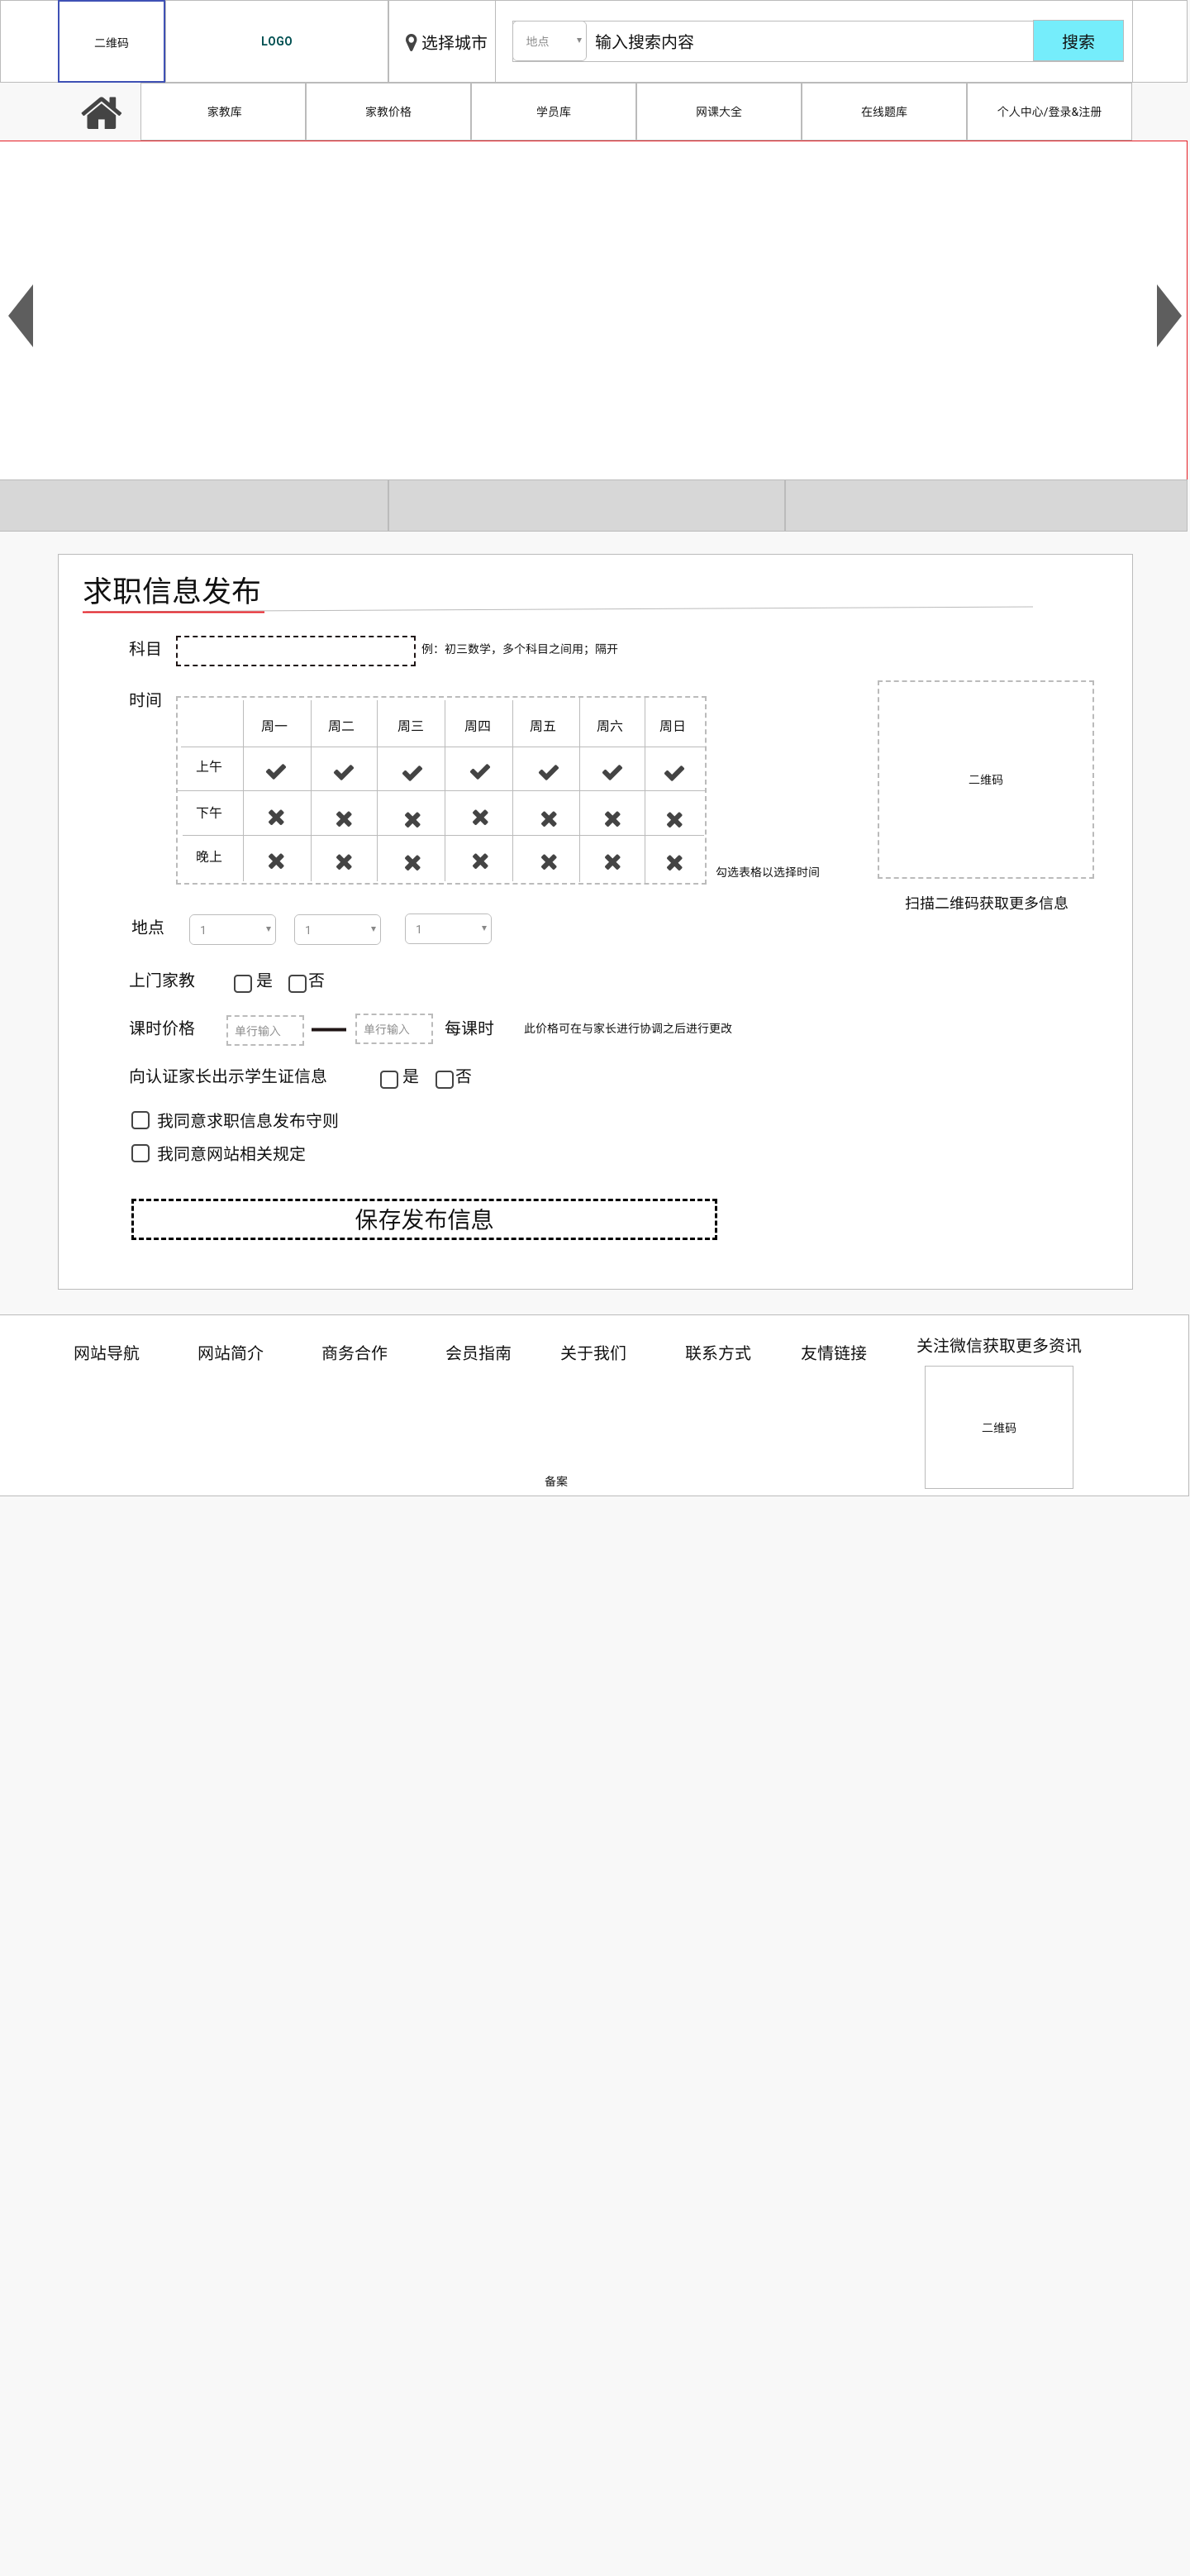 二维码
LOGO
选择城市
地点
输入搜索内容
搜索
家教库
家教价格
学员库
网课大全
在线题库
个人中心/登录&注册
求职信息发布
科目
例：初三数学，多个科目之间用；隔开
时间
周一 周二 周三 周四 周五 周六 周日
上午
下午
晚上
勾选表格以选择时间
二维码
扫描二维码获取更多信息
地点 1 1 1
上门家教 是 否
课时价格 单行输入 单行输入 每课时 此价格可在与家长进行协调之后进行更改
向认证家长出示学生证信息 是 否
我同意求职信息发布守则
我同意网站相关规定
保存发布信息
网站导航 网站简介 商务合作 会员指南 关于我们 联系方式 友情链接
关注微信获取更多资讯
二维码
备案